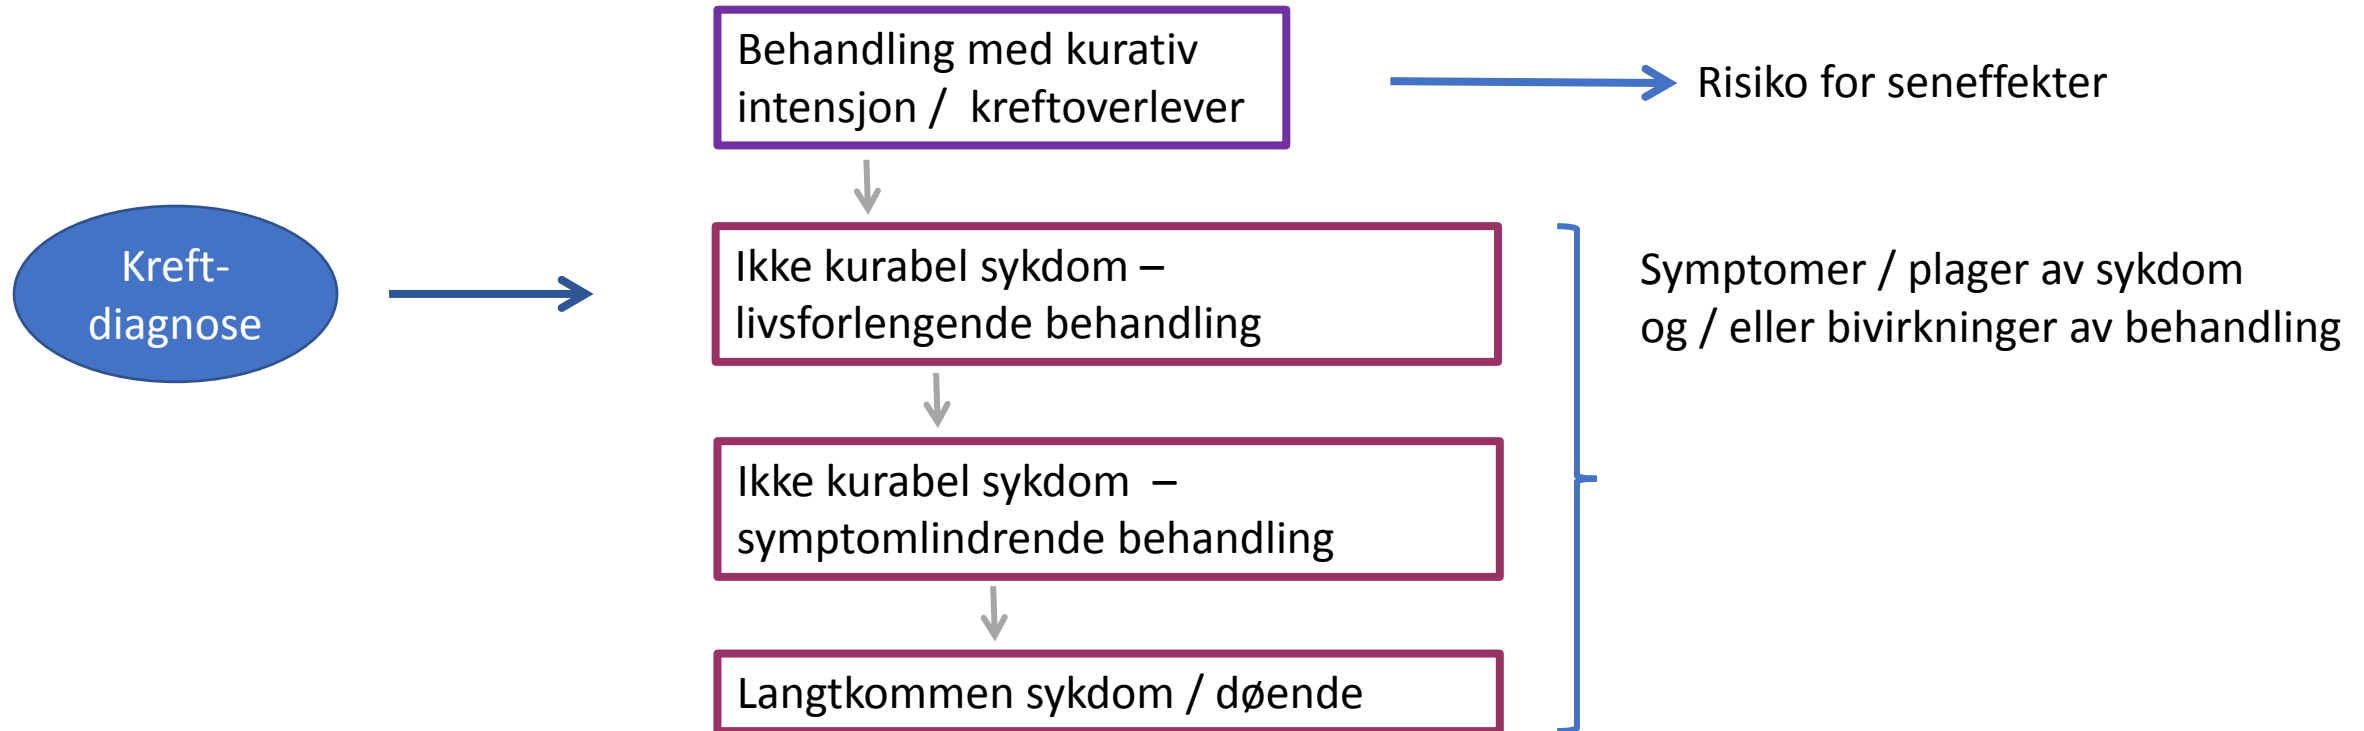 Behandling med kurativ
intensjon / kreftoverlever
Risiko for seneffekter
Kreft-
diagnose
Ikke kurabel sykdom –
livsforlengende behandling
Symptomer / plager av sykdom
og / eller bivirkninger av behandling
Ikke kurabel sykdom –
symptomlindrende behandling
Langtkommen sykdom / døende